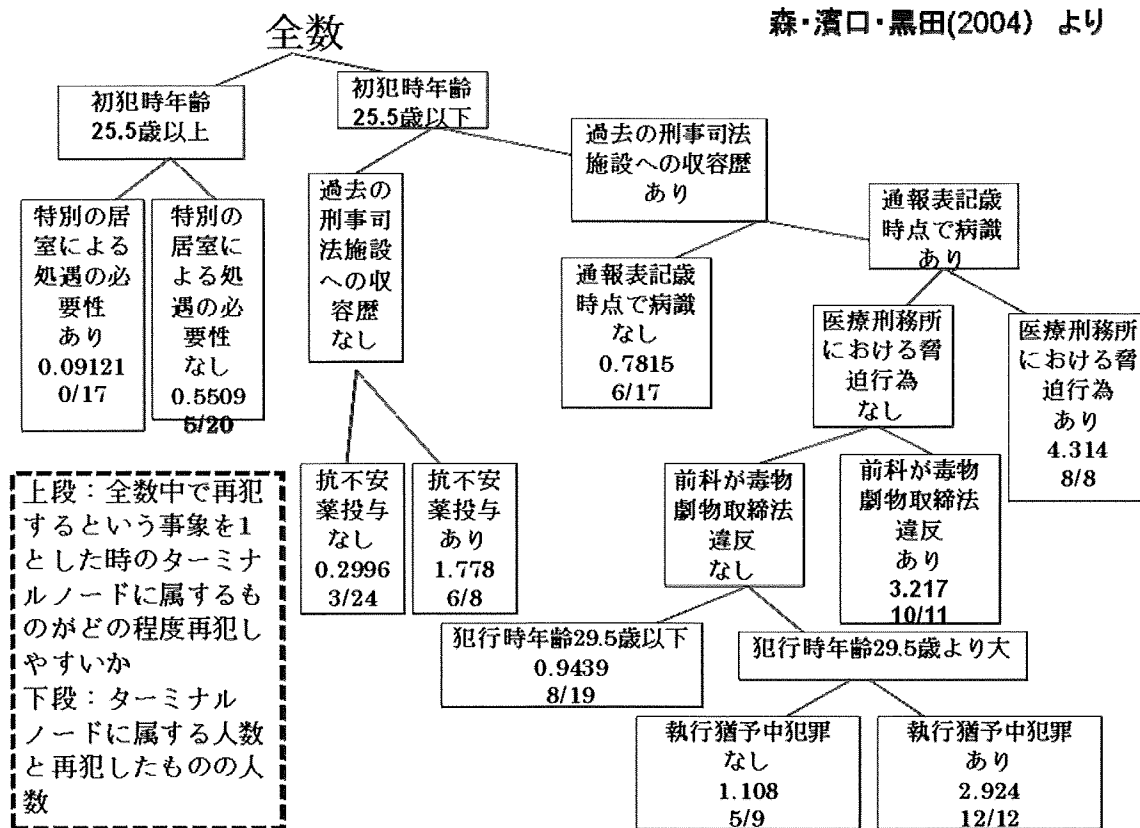 森・濱口・黒田(2004) より
全数
初犯時年齢
25.5歳以上
初犯時年齢
25.5歳以下
特別の居
室による
処遇の必
要性
あり
0.09121
0/17
特別の
居室に
よる処
遇の必
要性
なし
0.5509
5/20
過去の
刑事司
法施設
への収
容歴
なし
過去の刑事司法
施設への収容歴
あり
抗不安
薬投与
なし
0.2996
3/24
抗不安
薬投与
あり
1.778
6/8
通報表記歳
時点で病識
なし
0.7815
6/17
通報表記歳
時点で病識
あり
医療刑務所
における脅
迫行為
なし
医療刑務所
における脅
迫行為
あり
4.314
8/8
前科が毒物
劇物取締法
違反
なし
前科が毒物
劇物取締法
違反
あり
3.217
10/11
犯行時年齢29.5歳以下
0.9439
8/19
犯行時年齢29.5歳より大
執行猶予中犯罪
なし
1.108
5/9
執行猶予中犯罪
あり
2.924
12/12
上段：全数中で再犯
するという事象を1
とした時のターミナ
ルノードに属するも
のがどの程度再犯し
やすいか
下段：ターミナル
ノードに属する人数
と再犯したものの人
数